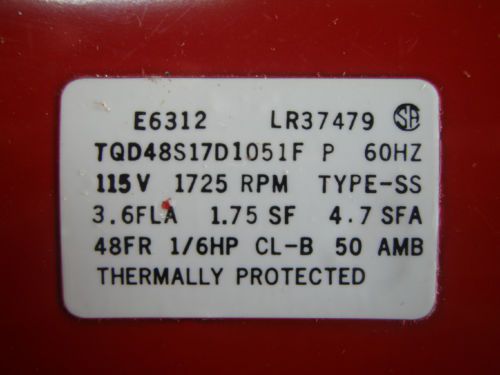 E6312 LR37479 SA
TQD48S17D1051F P 60HZ
115V 1725 RPM TYPE-SS
3.6FLA 1.75 SF 4.7 SFA
48FR 1/6HP CL-B 50 AMB
THERMALLY PROTECTED